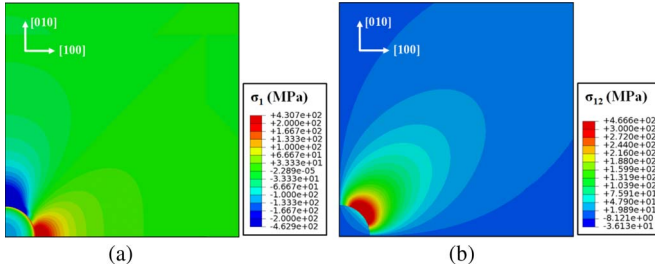 [010]
[100]
σ₁ (MPa)
+4.307e+02
+2.000e+02
+1.667e+02
+1.333e+02
+1.000e+02
+6.667e+01
+3.333e+01
-2.289e-05
-3.333e+01
-6.667e+01
-1.000e+02
-1.333e+02
-1.667e+02
-2.000e+02
-4.629e+02
(a)
[010]
[100]
σ₁₂ (MPa)
+4.666e+02
+3.000e+02
+2.720e+02
+2.440e+02
+2.160e+02
+1.880e+02
+1.599e+02
+1.319e+02
+1.039e+02
+7.591e+01
+4.790e+01
+1.989e+01
-8.121e+00
-3.613e+01
(b)